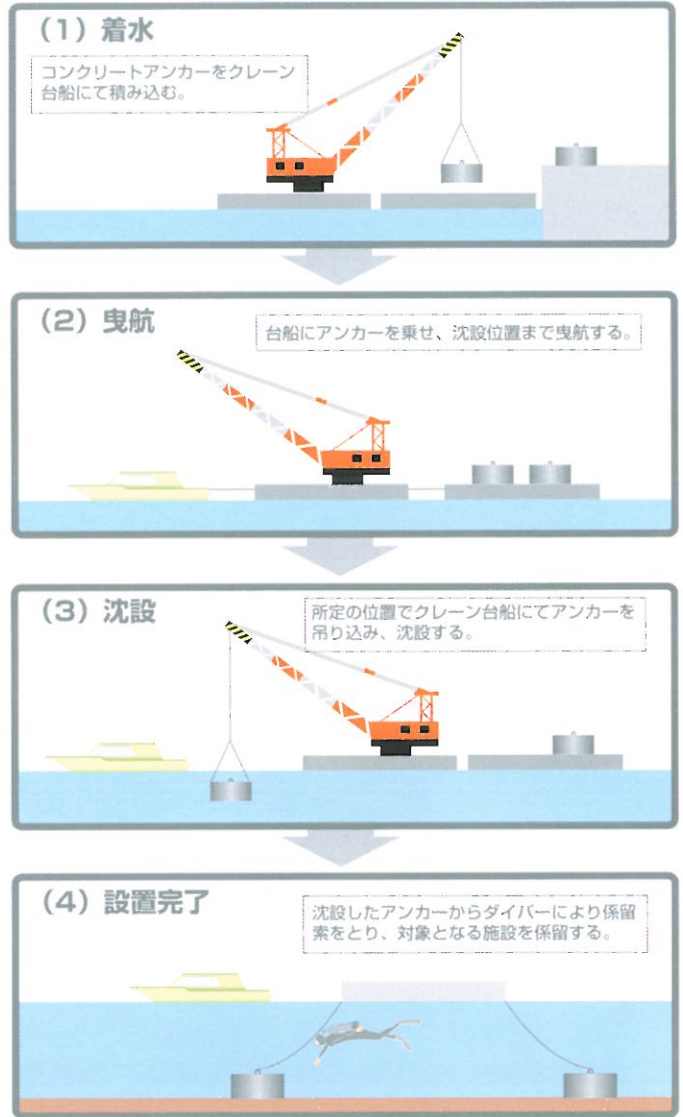 (1) 着水
コンクリートアンカーをクレーン
台船にて積み込む。
(2) 曳航
台船にアンカーを乗せ、沈設位置まで曳航する。
(3) 沈設
所定の位置でクレーン台船にてアンカーを
吊り込み、沈設する。
(4) 設置完了
沈設したアンカーからダイバーにより係留
索をとり、対象となる施設を係留する。